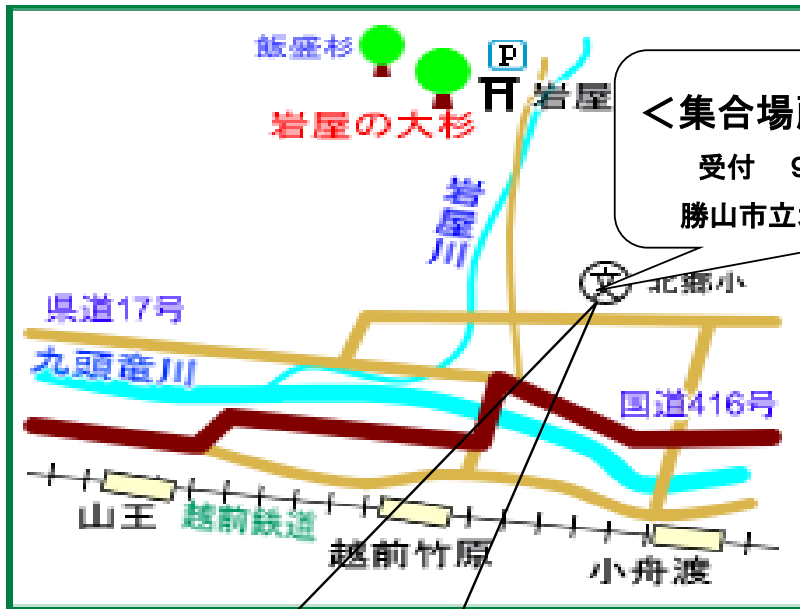 飯盛杉
P
岩屋の大杉
岩屋
＜集合場所
受付 9
勝山市立
岩屋川
文
北郷小
県道17号
九頭竜川
国道416号
山王
越前鉄道
越前竹原
小舟渡